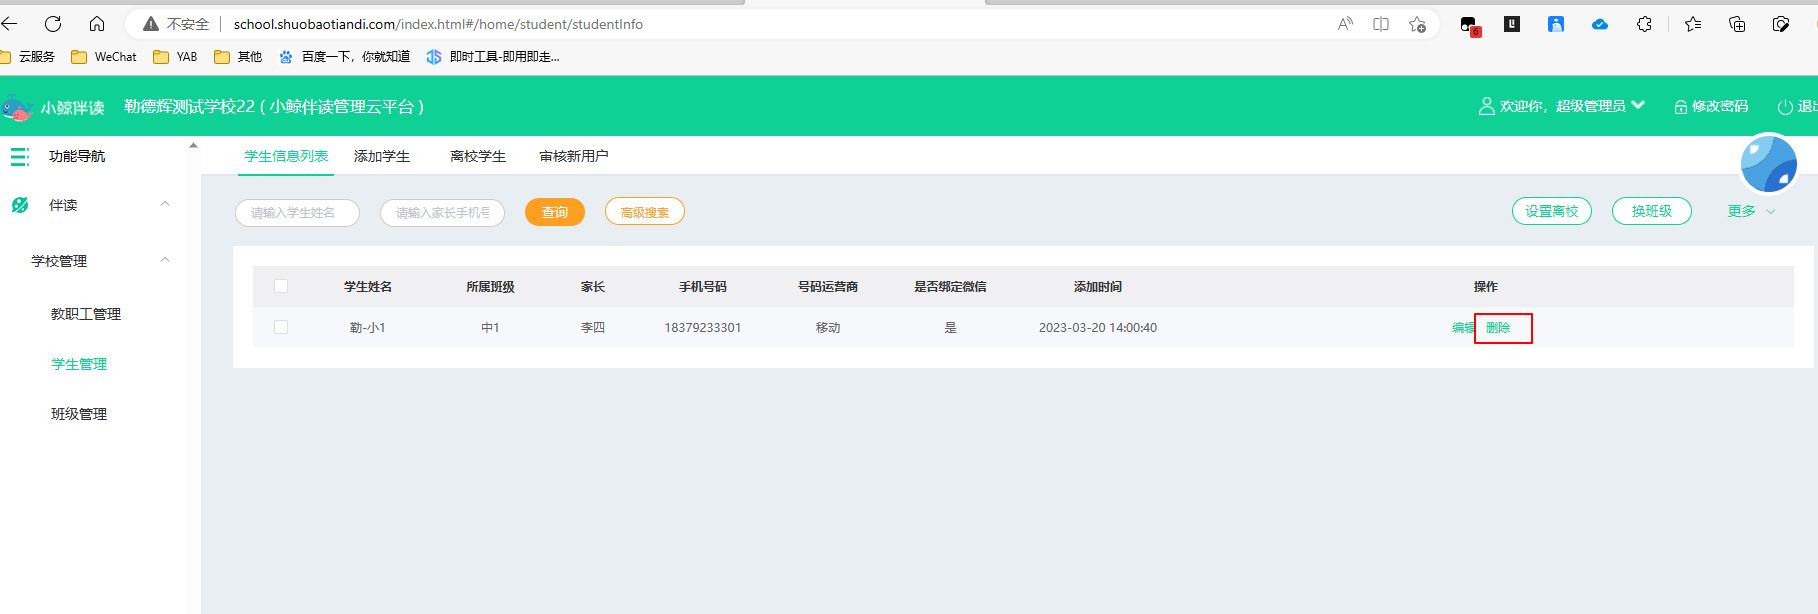 不安全 school.shuobaotiandi.com/index.html#/home/student/studentInfo
6
云服务 WeChat YAB 其他 百度一下，你就知道 即时工具-即用即走...
小鲸伴读 勒德辉测试学校22 ( 小鲸伴读管理云平台 ) 欢迎你，超级管理员 修改密码 退出
功能导航 学生信息列表 添加学生 离校学生 审核新用户
伴读
请输入学生姓名 请输入家长手机号 查询 高级搜索 设置离校 换班级 更多
学校管理
学生姓名 所属班级 家长 手机号码 号码运营商 是否绑定微信 添加时间 操作
教职工管理
勒-小1 中1 李四 18379233301 移动 是 2023-03-20 14:00:40 编辑 删除
学生管理
班级管理